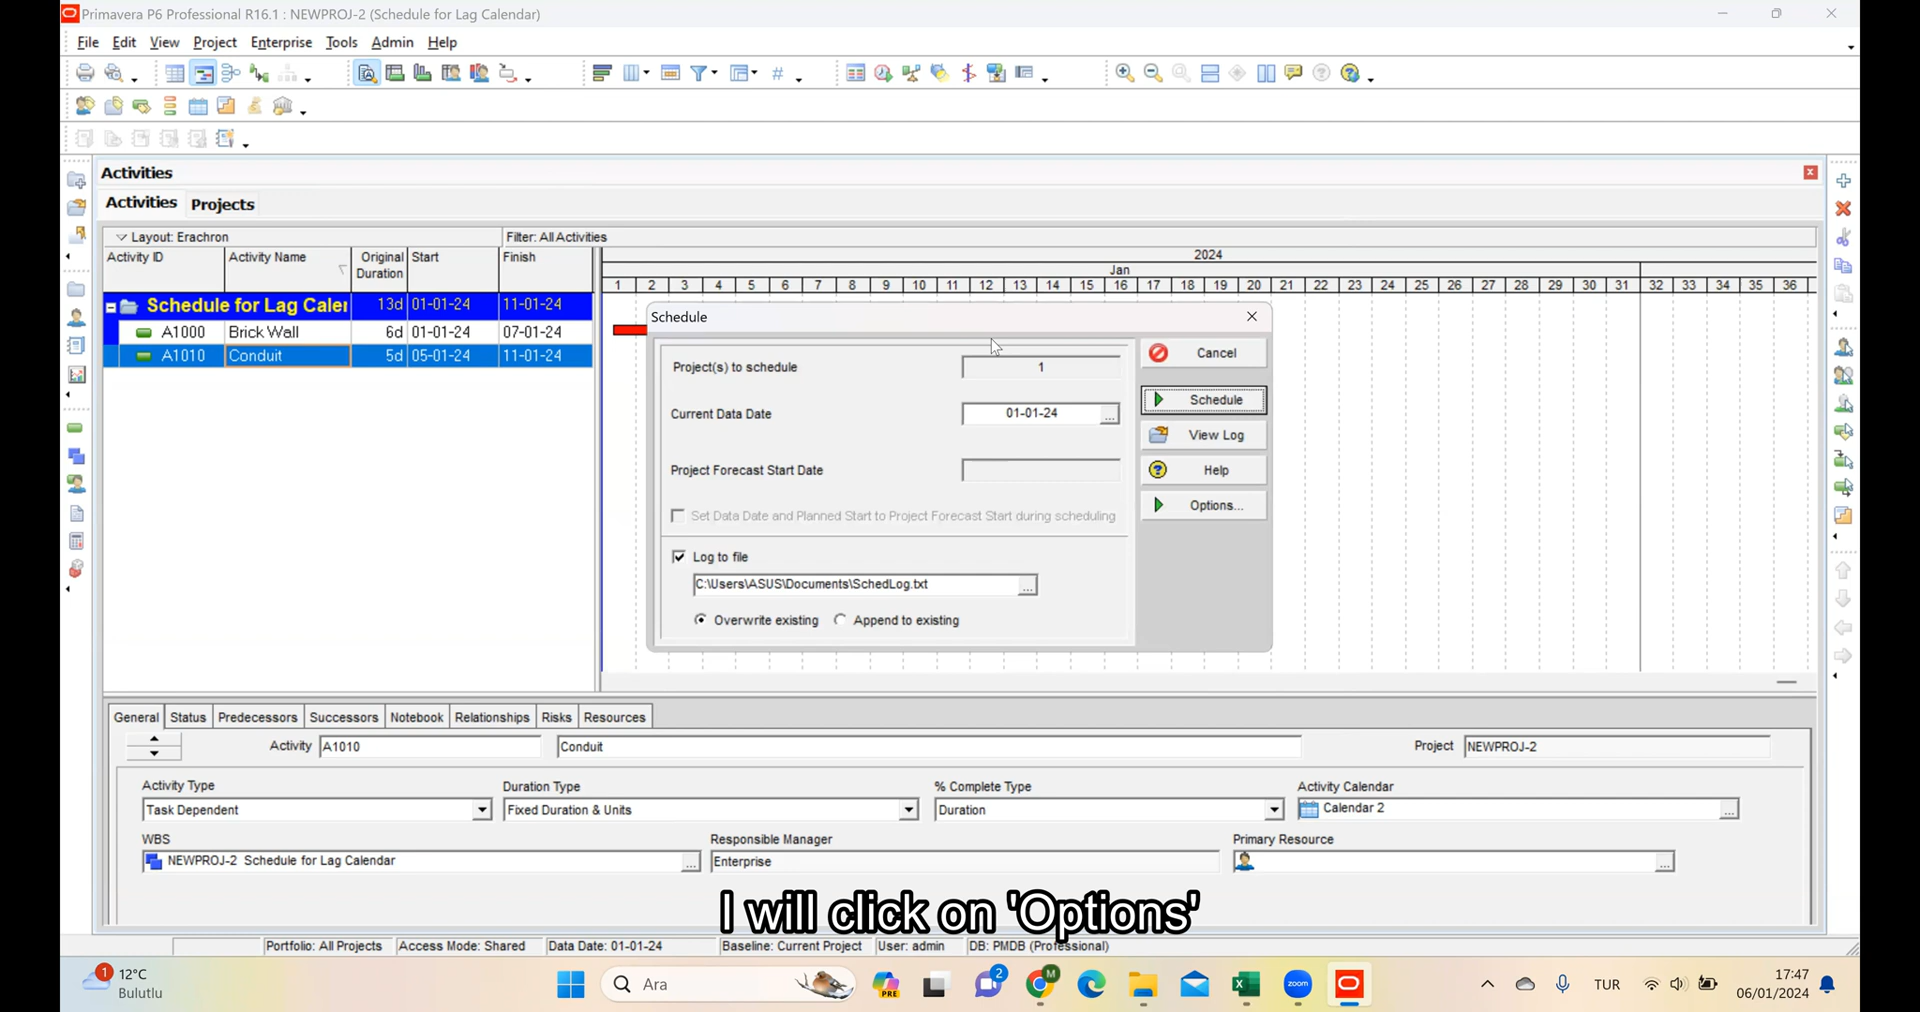 Primavera P6 Professional R16.1 : NEWPROJ-2 (Schedule for Lag Calendar)
File Edit View Project Enterprise Tools Admin Help
Activities
Activities Projects
Layout: Erachron Filter: All Activities
Activity ID Activity Name Original Duration Start Finish
2024
Jan
1 2 3 4 5 6 7 8 9 10 11 12 13 14 15 16 17 18 19 20 21 22 23 24 25 26 27 28 29 30 31 32 33 34 35 36
Schedule for Lag Caler 13d 01-01-24 11-01-24
A1000 Brick Wall 6d 01-01-24 07-01-24
A1010 Conduit 5d 05-01-24 11-01-24
Schedule
Project(s) to schedule 1 Cancel
Current Data Date 01-01-24 ... Schedule
View Log
Project Forecast Start Date Help
Set Data Date and Planned Start to Project Forecast Start during scheduling Options...
Log to file
C:\Users\ASUS\Documents\SchedLog.txt ...
Overwrite existing Append to existing
General Status Predecessors Successors Notebook Relationships Risks Resources
Activity A1010 Conduit Project NEWPROJ-2
Activity Type Duration Type % Complete Type Activity Calendar
Task Dependent Fixed Duration & Units Duration Calendar 2 ...
WBS Responsible Manager Primary Resource
NEWPROJ-2 Schedule for Lag Calendar ... Enterprise ...
I will click on 'Options'
Portfolio: All Projects Access Mode: Shared Data Date: 01-01-24 Baseline: Current Project User: admin DB: PMDB (Professional)
1 12°C Bulutlu
Ara
PRE
2
M
zoom
TUR
17:47
06/01/2024